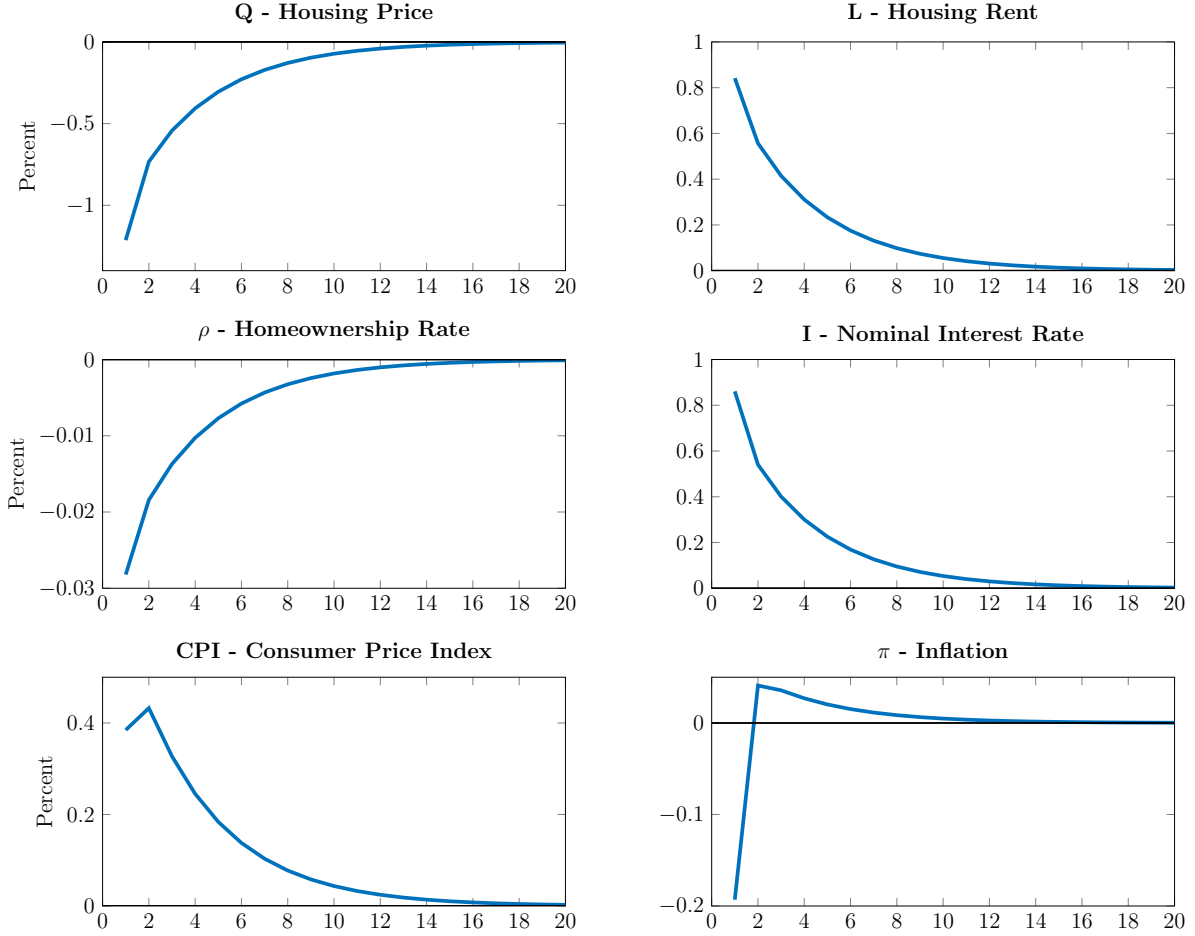 Q - Housing Price
0
−0.5
−1
Percent
0 2 4 6 8 10 12 14 16 18 20
L - Housing Rent
1
0.8
0.6
0.4
0.2
0
0 2 4 6 8 10 12 14 16 18 20
ρ - Homeownership Rate
0
−0.01
−0.02
−0.03
Percent
0 2 4 6 8 10 12 14 16 18 20
I - Nominal Interest Rate
1
0.8
0.6
0.4
0.2
0
0 2 4 6 8 10 12 14 16 18 20
CPI - Consumer Price Index
0.4
0.2
0
Percent
0 2 4 6 8 10 12 14 16 18 20
π - Inflation
0
−0.1
−0.2
0 2 4 6 8 10 12 14 16 18 20